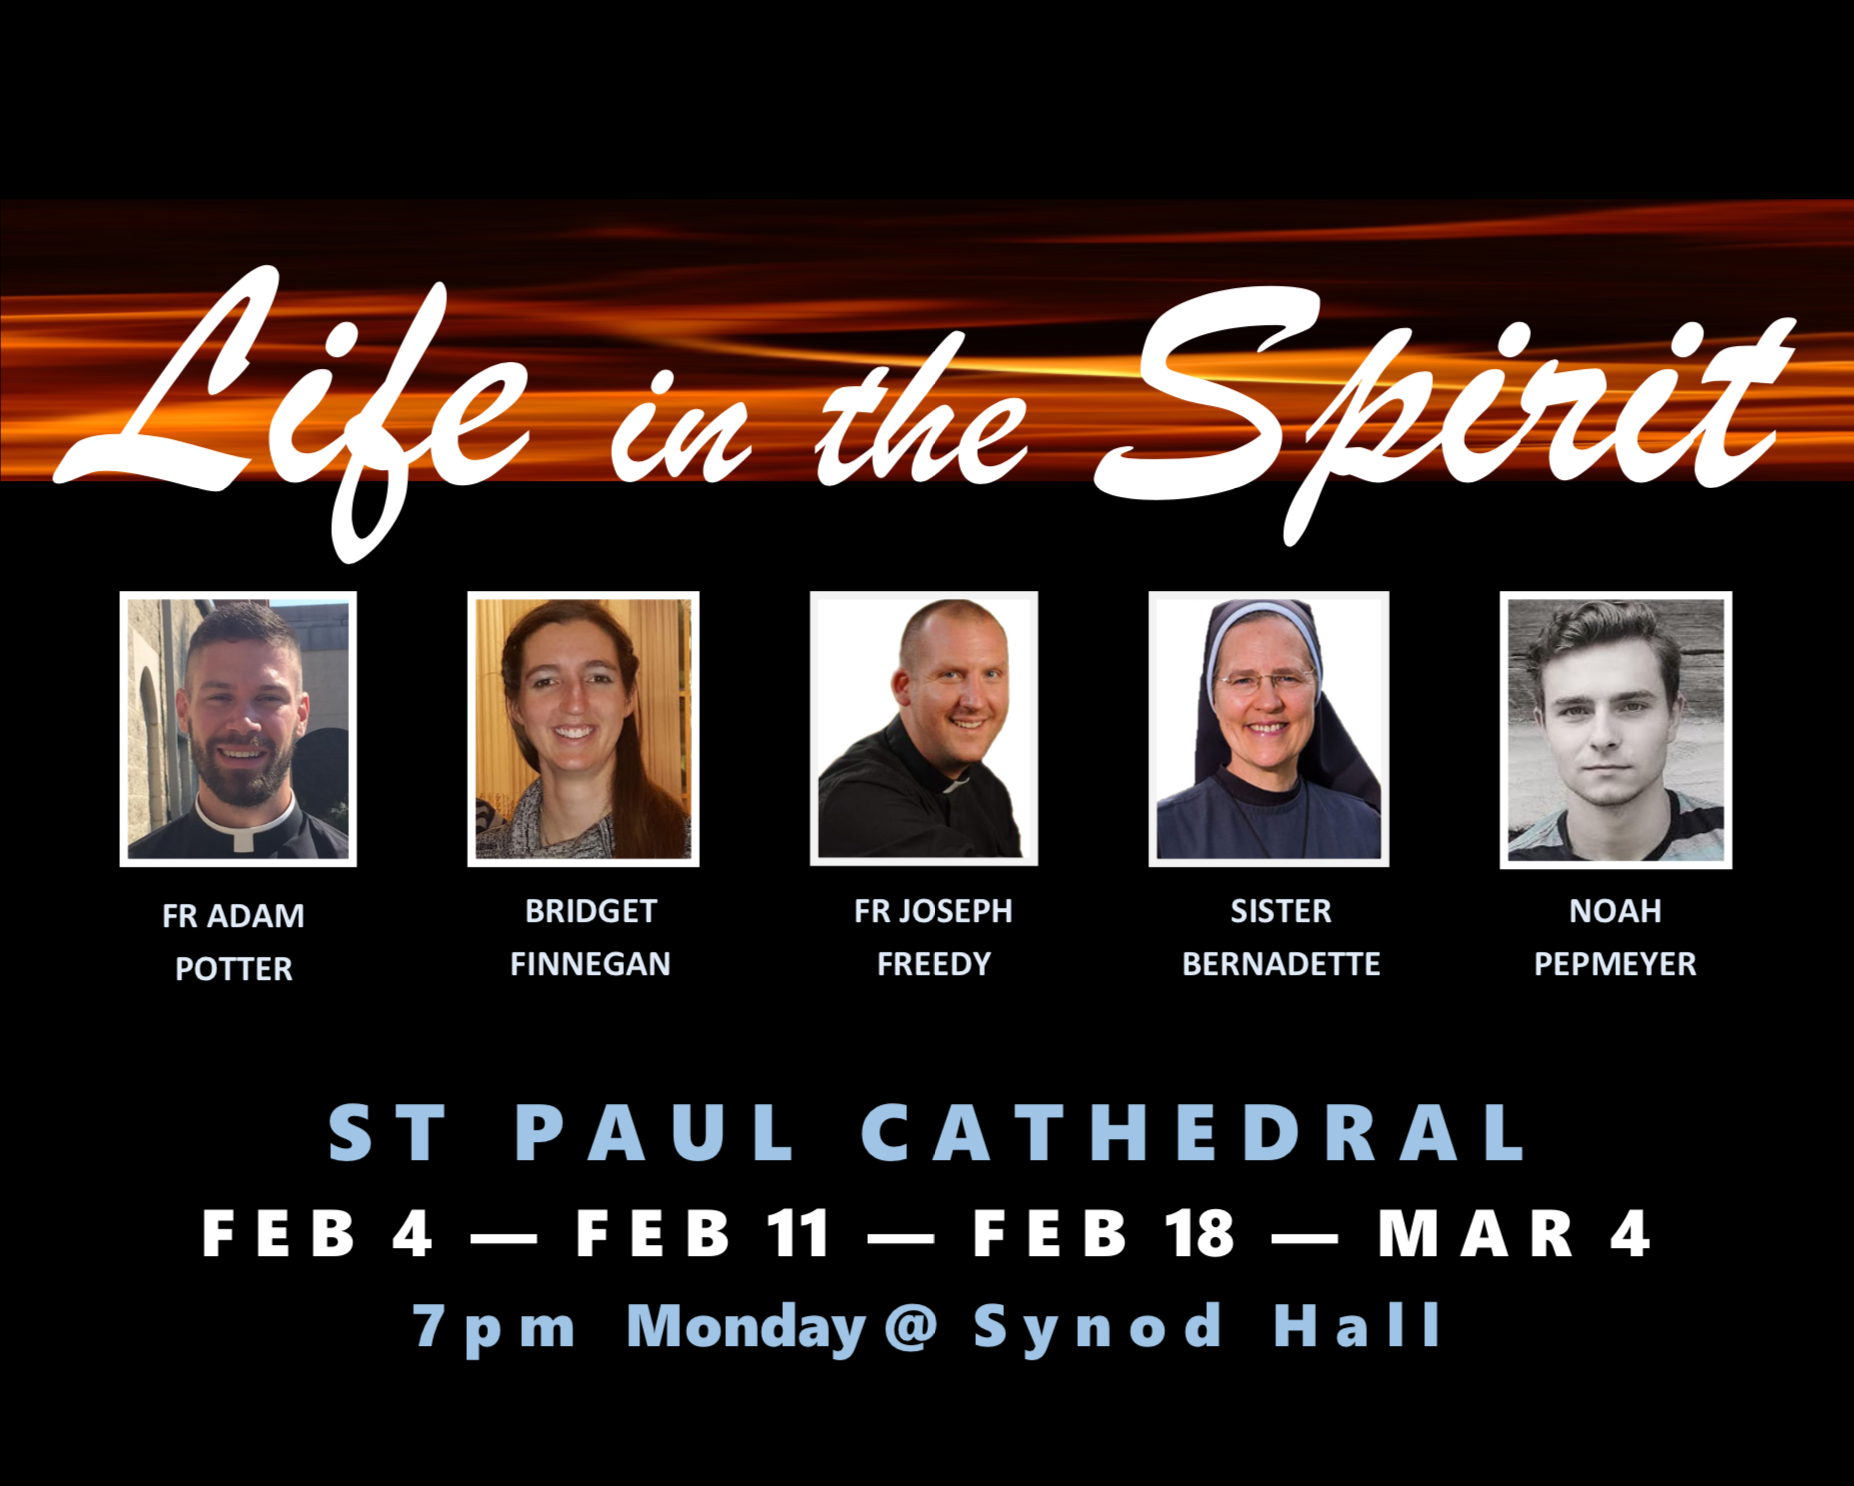 Life in the Spirit
FR ADAM
POTTER
BRIDGET
FINNEGAN
FR JOSEPH
FREEDY
SISTER
BERNADETTE
NOAH
PEPMEYER
ST PAUL CATHEDRAL
FEB 4 — FEB 11 — FEB 18 — MAR 4
7pm Monday @ Synod Hall